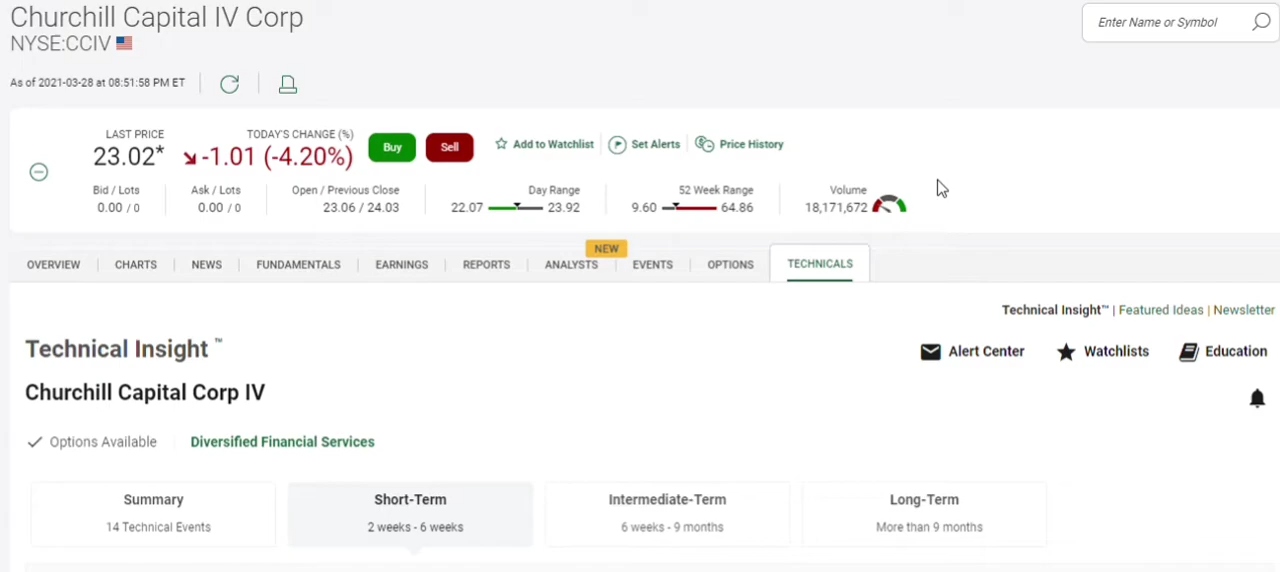 Churchill Capital IV Corp
NYSE:CCIV
Enter Name or Symbol
As of 2021-03-28 at 08:51:58 PM ET
LAST PRICE
23.02*
TODAY'S CHANGE (%)
-1.01 (-4.20%)
Buy
Sell
Add to Watchlist
Set Alerts
Price History
Bid / Lots
0.00 / 0
Ask / Lots
0.00 / 0
Open / Previous Close
23.06 / 24.03
Day Range
22.07 23.92
52 Week Range
9.60 64.86
Volume
18,171,672
NEW
OVERVIEW CHARTS NEWS FUNDAMENTALS EARNINGS REPORTS ANALYSTS EVENTS OPTIONS TECHNICALS
Technical Insight™ | Featured Ideas | Newsletter
Technical Insight ™
Alert Center Watchlists Education
Churchill Capital Corp IV
Options Available Diversified Financial Services
Summary
14 Technical Events
Short-Term
2 weeks - 6 weeks
Intermediate-Term
6 weeks - 9 months
Long-Term
More than 9 months